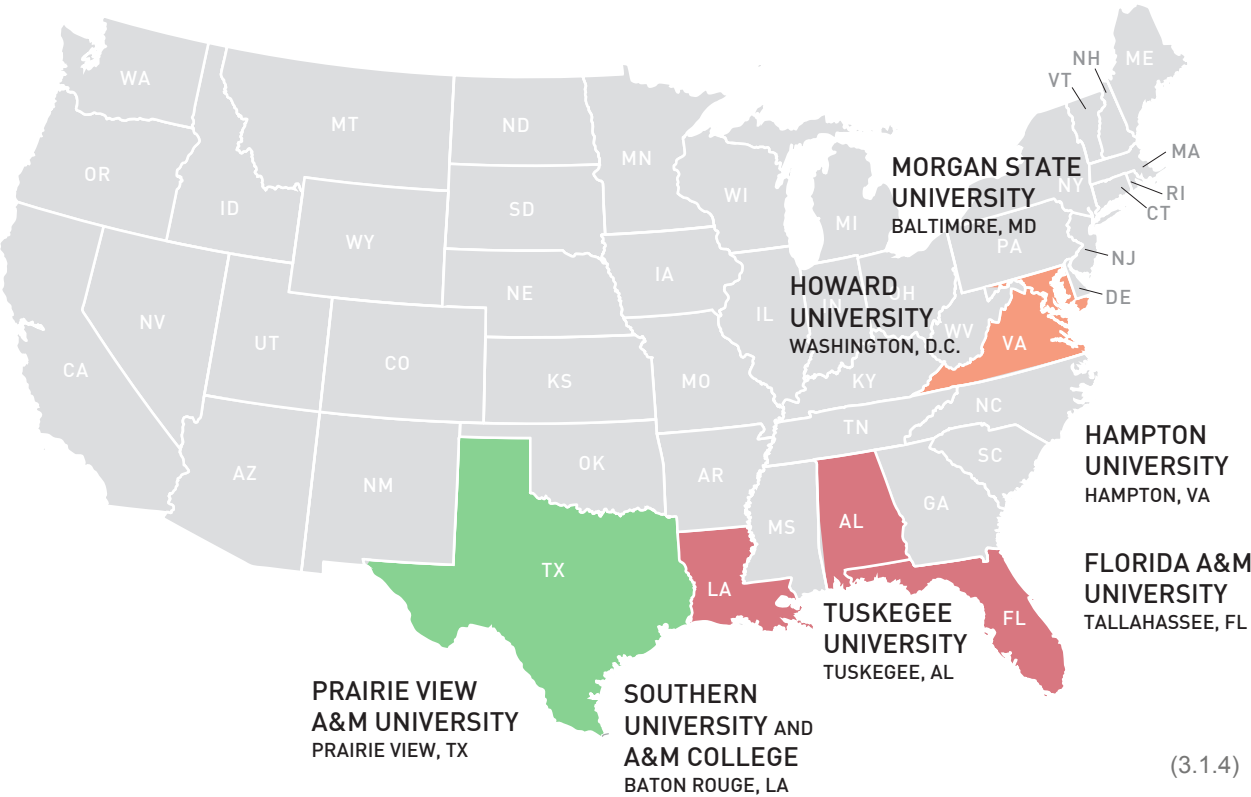 WA
MT
ND
MN
OR
ID
SD
WI
MI
WY
IA
NE
NV
UT
CO
CA
KS
MO
IL
IN
OH
PA
NY
VT
NH
ME
MA
RI
CT
NJ
DE
WV
VA
KY
NC
TN
SC
AZ
NM
OK
AR
MS
AL
GA
TX
LA
FL
MORGAN STATE
UNIVERSITY
BALTIMORE, MD
HOWARD
UNIVERSITY
WASHINGTON, D.C.
HAMPTON
UNIVERSITY
HAMPTON, VA
FLORIDA A&M
UNIVERSITY
TALLAHASSEE, FL
TUSKEGEE
UNIVERSITY
TUSKEGEE, AL
PRAIRIE VIEW
A&M UNIVERSITY
PRAIRIE VIEW, TX
SOUTHERN
UNIVERSITY AND
A&M COLLEGE
BATON ROUGE, LA
(3.1.4)